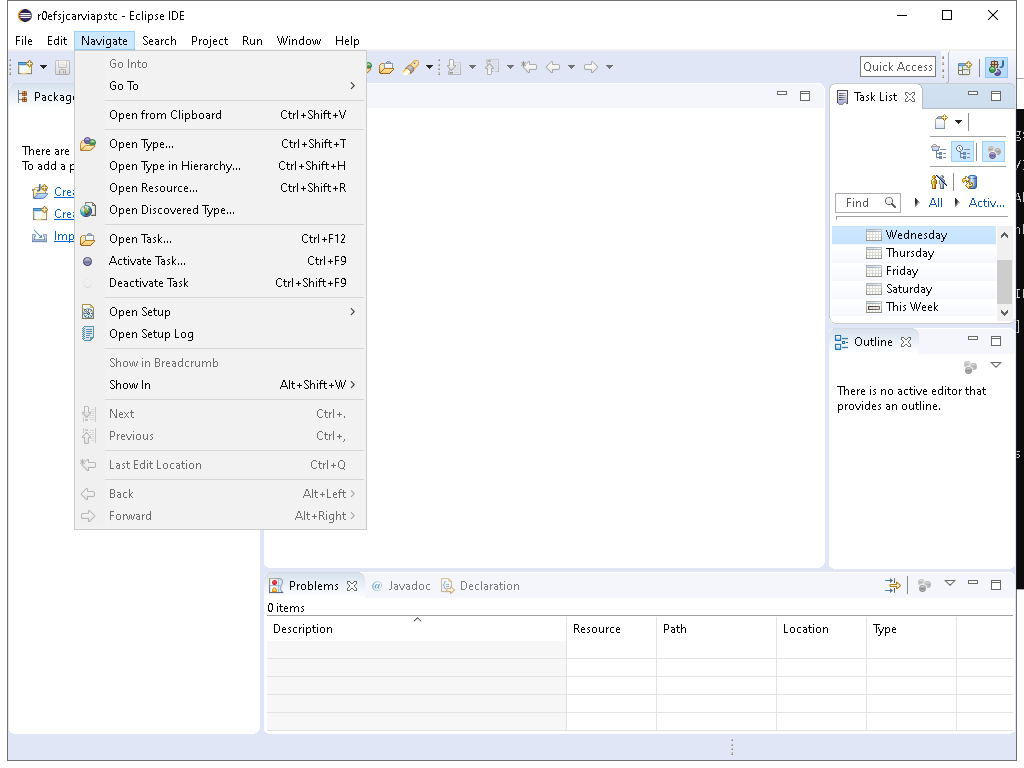 r0efsjcarviapstc - Eclipse IDE
File Edit Navigate Search Project Run Window Help
Quick Access
Go Into
Go To
Open from Clipboard Ctrl+Shift+V
Open Type... Ctrl+Shift+T
Open Type in Hierarchy... Ctrl+Shift+H
Open Resource... Ctrl+Shift+R
Open Discovered Type...
Open Task... Ctrl+F12
Activate Task... Ctrl+F9
Deactivate Task Ctrl+Shift+F9
Open Setup
Open Setup Log
Show in Breadcrumb
Show In Alt+Shift+W
Next Ctrl+.
Previous Ctrl+,
Last Edit Location Ctrl+Q
Back Alt+Left
Forward Alt+Right
Packag
There are
To add a p
Crea
Crea
Imp
Task List
Find All Activ...
Wednesday
Thursday
Friday
Saturday
This Week
Outline
There is no active editor that
provides an outline.
Problems @ Javadoc Declaration
0 items
Description Resource Path Location Type